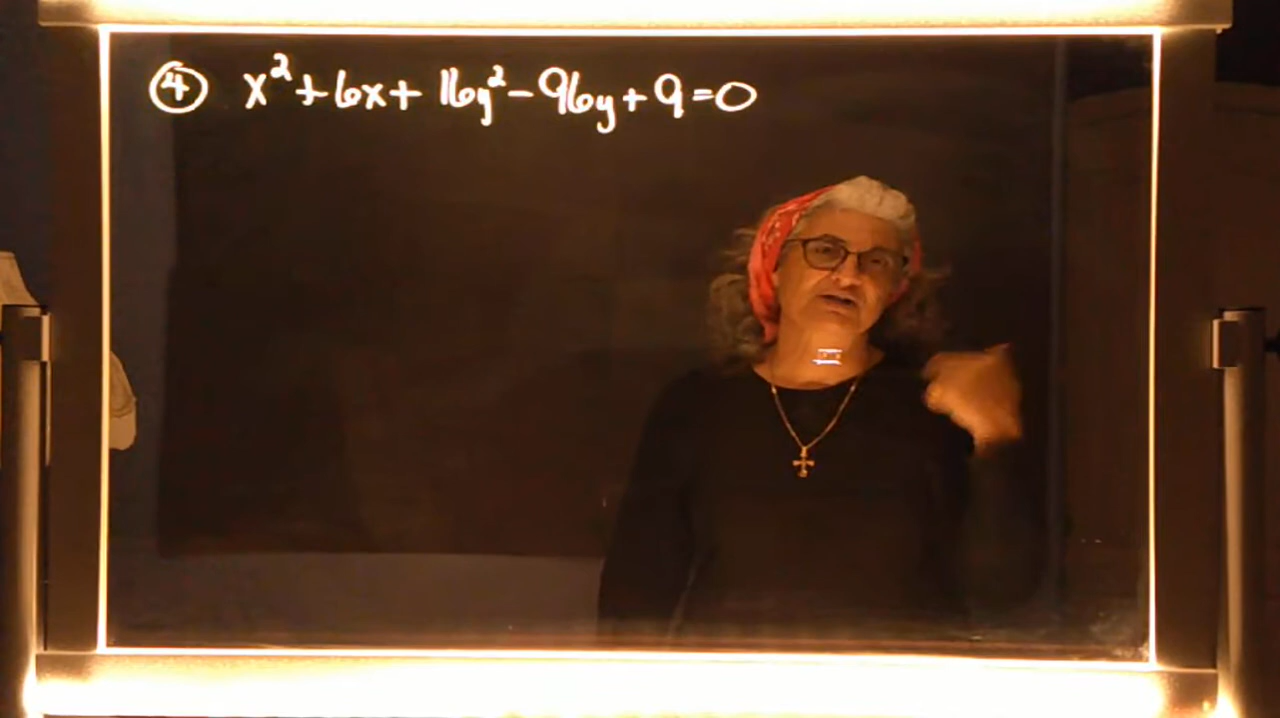 ④ x² + 6x + 16y² - 96y + 9 = 0